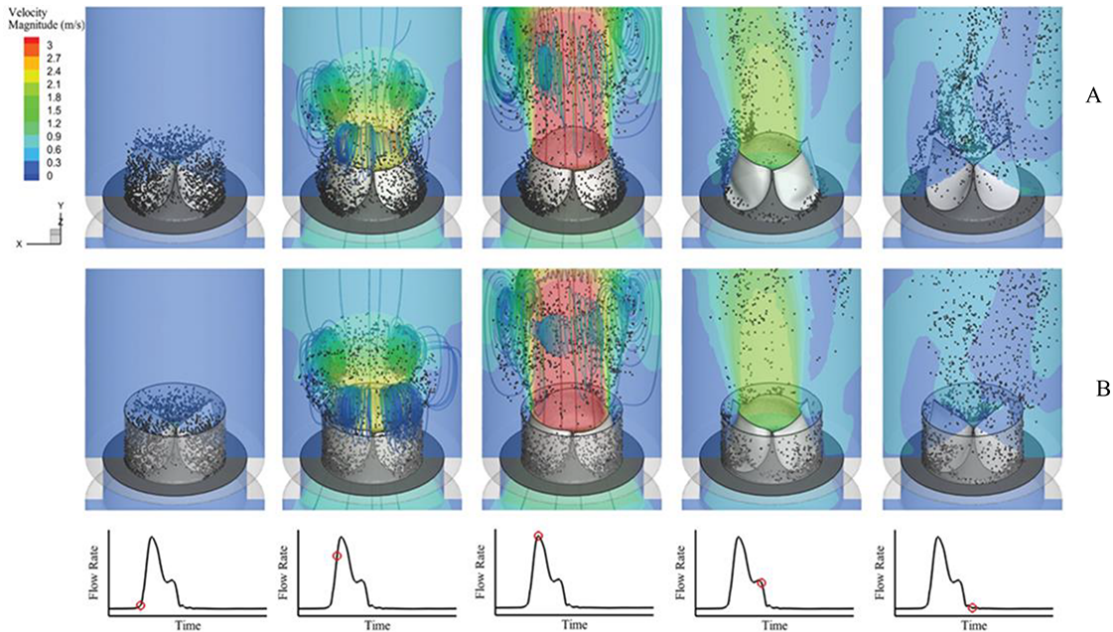 Velocity
Magnitude (m/s)
3
2.7
2.4
2.1
1.8
1.5
1.2
0.9
0.6
0.3
0
Y
Z
X
A
B
Flow Rate
Time
Flow Rate
Time
Flow Rate
Time
Flow Rate
Time
Flow Rate
Time